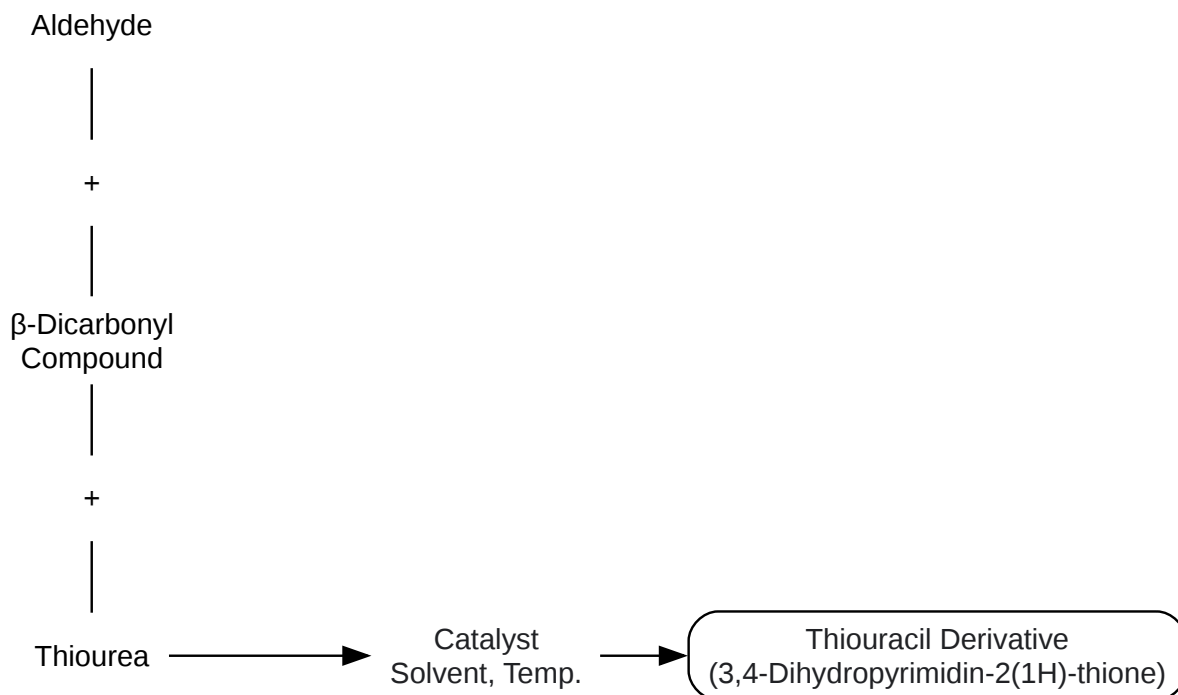 Aldehyde
+
β-Dicarbonyl
Compound
+
Thiourea
Catalyst
Solvent, Temp.
Thiouracil Derivative
(3,4-Dihydropyrimidin-2(1H)-thione)